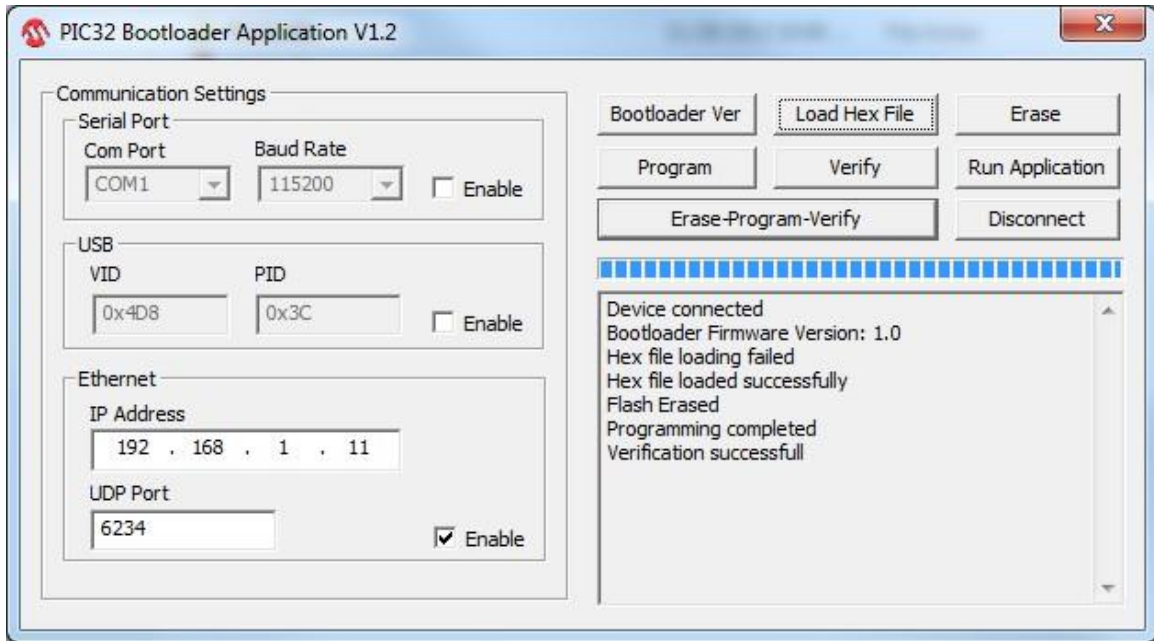 PIC32 Bootloader Application V1.2
Communication Settings
Serial Port
Com Port Baud Rate
COM1 115200 Enable
USB
VID PID
0x4D8 0x3C Enable
Ethernet
IP Address
192 . 168 . 1 . 11
UDP Port
6234 Enable
Bootloader Ver Load Hex File Erase
Program Verify Run Application
Erase-Program-Verify Disconnect
Device connected
Bootloader Firmware Version: 1.0
Hex file loading failed
Hex file loaded successfully
Flash Erased
Programming completed
Verification successfull